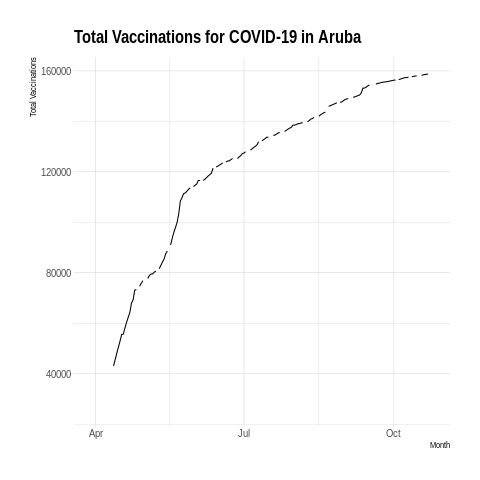 Total Vaccinations for COVID-19 in Aruba
Total Vaccinations
160000
120000
80000
40000
Apr
Jul
Oct
Month